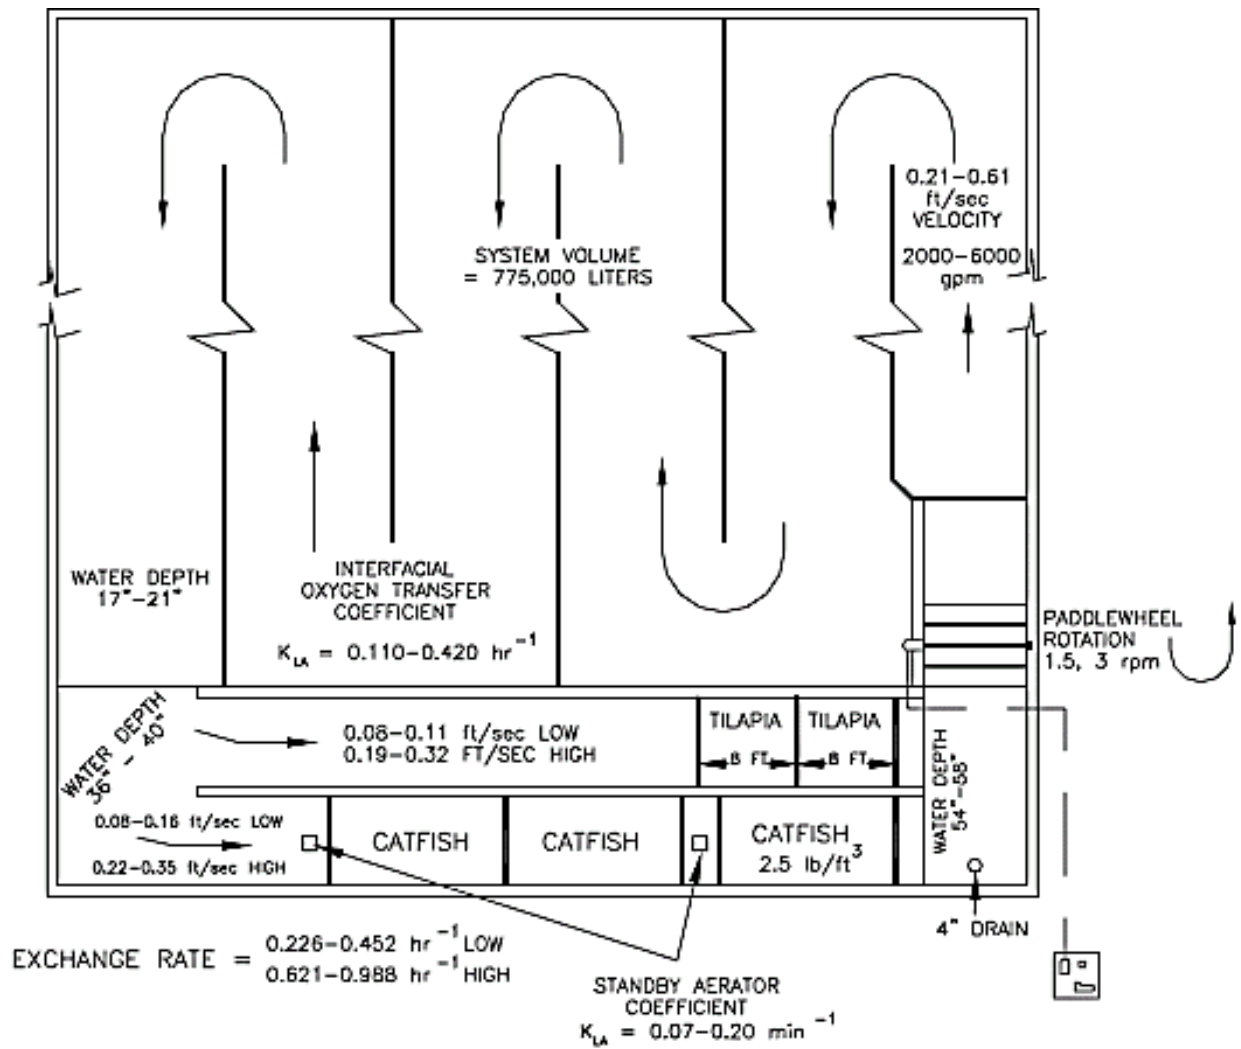 0.21-0.61
ft/sec
VELOCITY
2000-6000
gpm
SYSTEM VOLUME
= 775,000 LITERS
WATER DEPTH
17"-21"
INTERFACIAL
OXYGEN TRANSFER
COEFFICIENT
K_LA = 0.110-0.420 hr⁻¹
PADDLEWHEEL
ROTATION
1.5, 3 rpm
WATER DEPTH
36" - 40"
0.08-0.11 ft/sec LOW
0.19-0.32 FT/SEC HIGH
TILAPIA
TILAPIA
8 FT
8 FT
WATER DEPTH
54"-58"
0.08-0.16 ft/sec LOW
0.22-0.35 ft/sec HIGH
CATFISH
CATFISH
CATFISH
2.5 lb/ft³
4" DRAIN
EXCHANGE RATE = 0.226-0.452 hr⁻¹ LOW
0.621-0.988 hr⁻¹ HIGH
STANDBY AERATOR
COEFFICIENT
K_LA = 0.07-0.20 min⁻¹